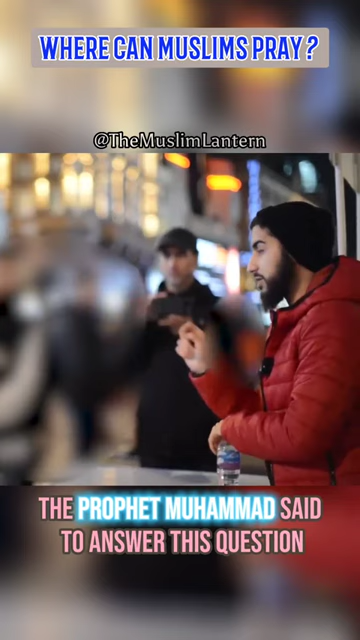 WHERE CAN MUSLIMS PRAY?
@TheMuslimLantern
THE PROPHET MUHAMMAD SAID
TO ANSWER THIS QUESTION